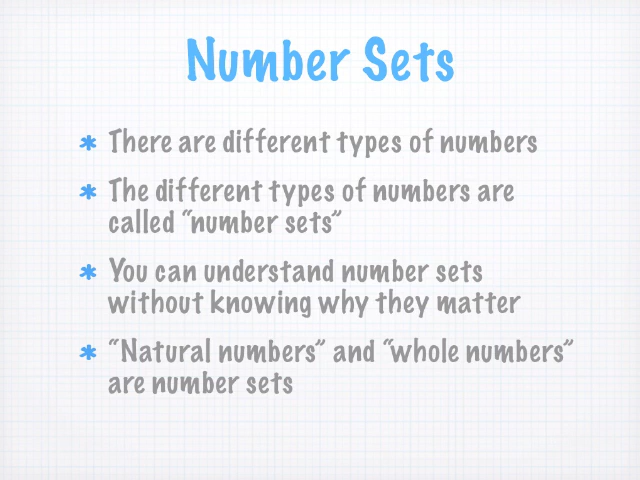 Number Sets
There are different types of numbers
The different types of numbers are
called “number sets”
You can understand number sets
without knowing why they matter
“Natural numbers” and “whole numbers”
are number sets